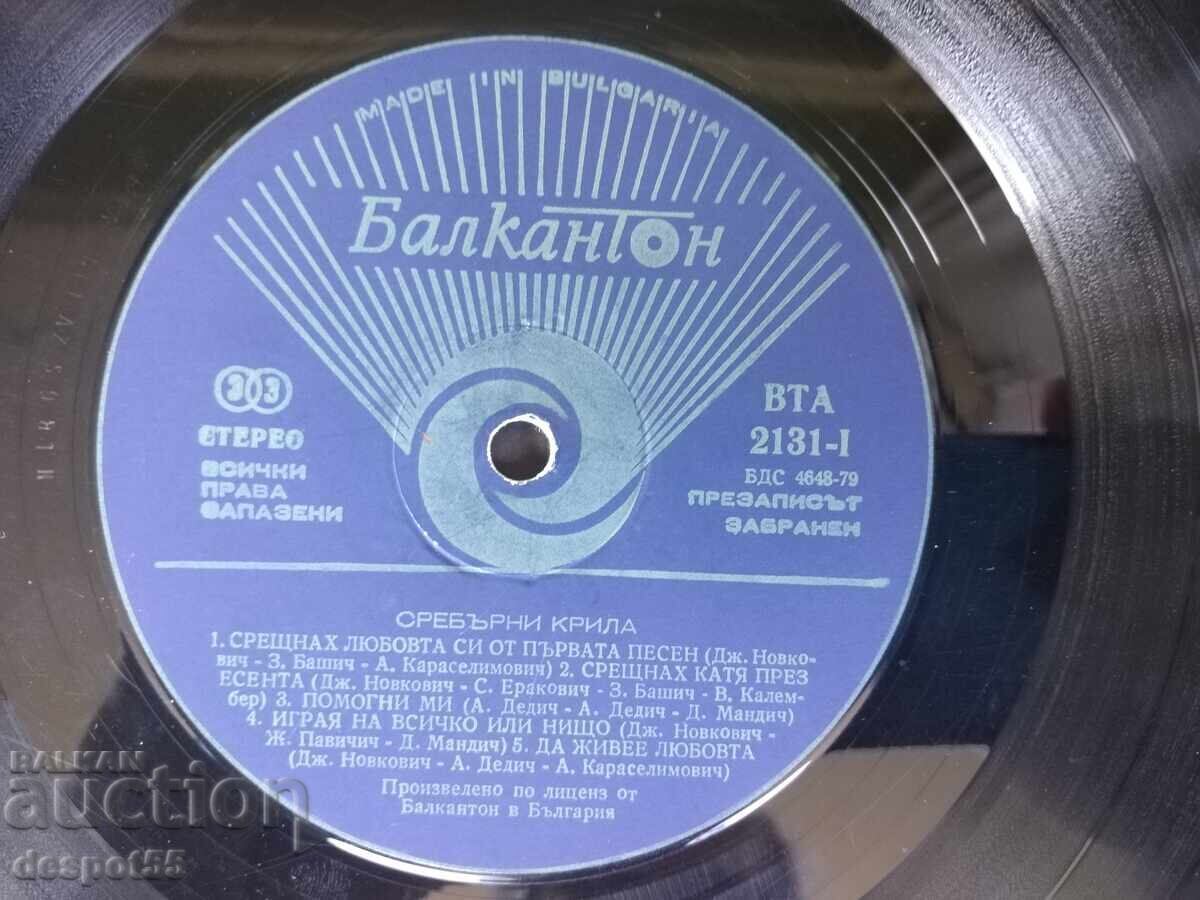 MADE IN BULGARIA
Балкантон
33
СТЕРЕО
ВСИЧКИ
ПРАВА
ЗАПАЗЕНИ
ВТА
2131-I
БДС 4648-79
ПРЕЗАПИСЪТ
ЗАБРАНЕН
СРЕБЪРНИ КРИЛА
1. СРЕЩНАХ ЛЮБОВТА СИ ОТ ПЪРВАТА ПЕСЕН (Дж. Новко-
вич - З. Башич - А. Караселимович) 2. СРЕЩНАХ КАТЯ ПРЕЗ
ЕСЕНТА (Дж. Новкович - С. Еракович - З. Башич - В. Калем-
бер) 3. ПОМОГНИ МИ (А. Дедич - А. Дедич - Д. Мандич)
4. ИГРАЯ НА ВСИЧКО ИЛИ НИЩО (Дж. Новкович -
Ж. Павичич - Д. Мандич) 5. ДА ЖИВЕЕ ЛЮБОВТА
(Дж. Новкович - А. Дедич - А. Караселимович)
Произвелено по лиценз от
Балкантон в България
BALKAN
auction
despot55